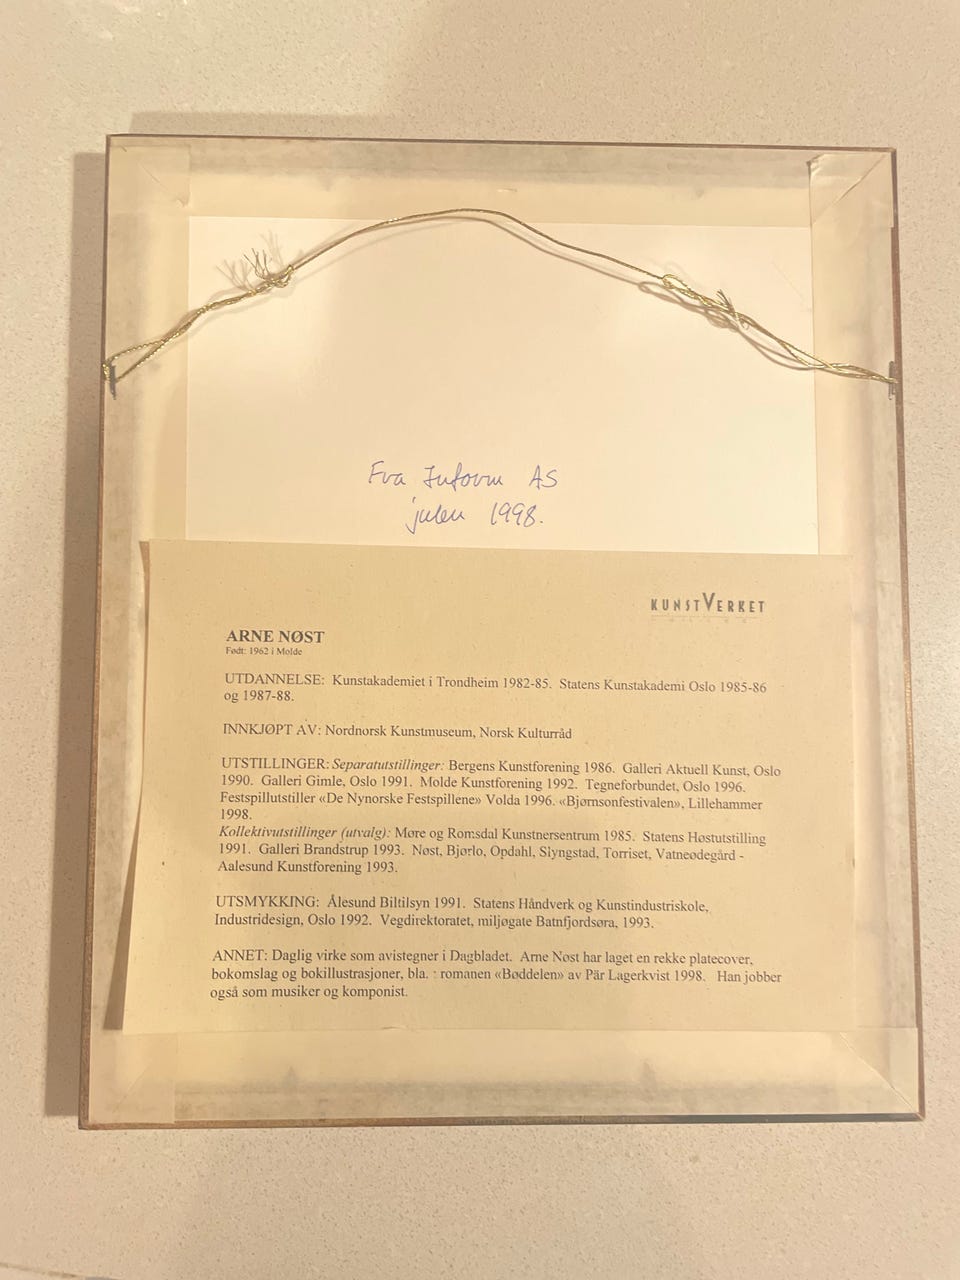 Fra Inform AS
julen 1998.
KUNSTVERKET
ARNE NØST
Født: 1962 i Molde
UTDANNELSE: Kunstakademiet i Trondheim 1982-85. Statens Kunstakademi Oslo 1985-86
og 1987-88.
INNKJØPT AV: Nordnorsk Kunstmuseum, Norsk Kulturråd
UTSTILLINGER: Separatutstillinger: Bergens Kunstforening 1986. Galleri Aktuell Kunst, Oslo
1990. Galleri Gimle, Oslo 1991. Molde Kunstforening 1992. Tegneforbundet, Oslo 1996.
Festspillutstiller «De Nynorske Festspillene» Volda 1996. «Bjørnsonfestivalen», Lillehammer
1998.
Kollektivutstillinger (utvalg): Møre og Romsdal Kunstnersentrum 1985. Statens Høstutstilling
1991. Galleri Brandstrup 1993. Nøst, Bjørlo, Opdahl, Slyngstad, Torriset, Vatneødegård -
Aalesund Kunstforening 1993.
UTSMYKKING: Ålesund Biltilsyn 1991. Statens Håndverk og Kunstindustriskole,
Industridesign, Oslo 1992. Vegdirektoratet, miljøgate Batnfjordsøra, 1993.
ANNET: Daglig virke som avistegner i Dagbladet. Arne Nøst har laget en rekke platecover,
bokomslag og bokillustrasjoner, bla. : romanen «Bøddelen» av Pär Lagerkvist 1998. Han jobber
også som musiker og komponist.